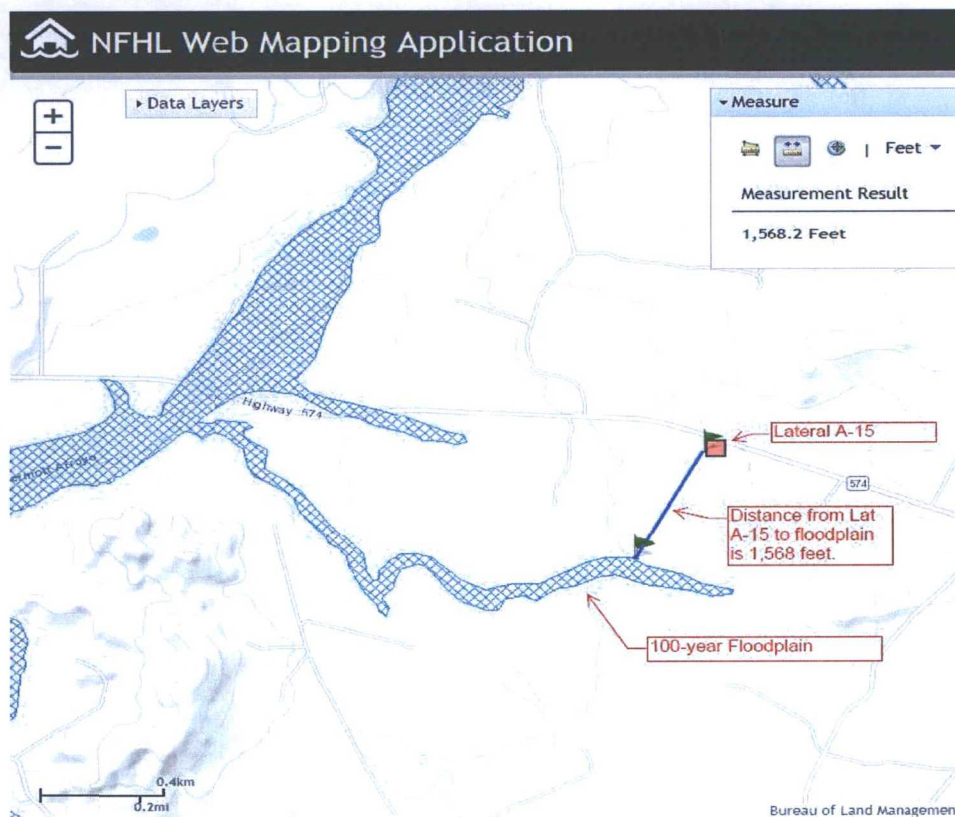 NFHL Web Mapping Application
+
−
Data Layers
Measure
| Feet
Measurement Result
1,568.2 Feet
Highway 574
Lateral A-15
574
Distance from Lat
A-15 to floodplain
is 1,568 feet.
100-year Floodplain
0.4km
0.2mi
Bureau of Land Managemen